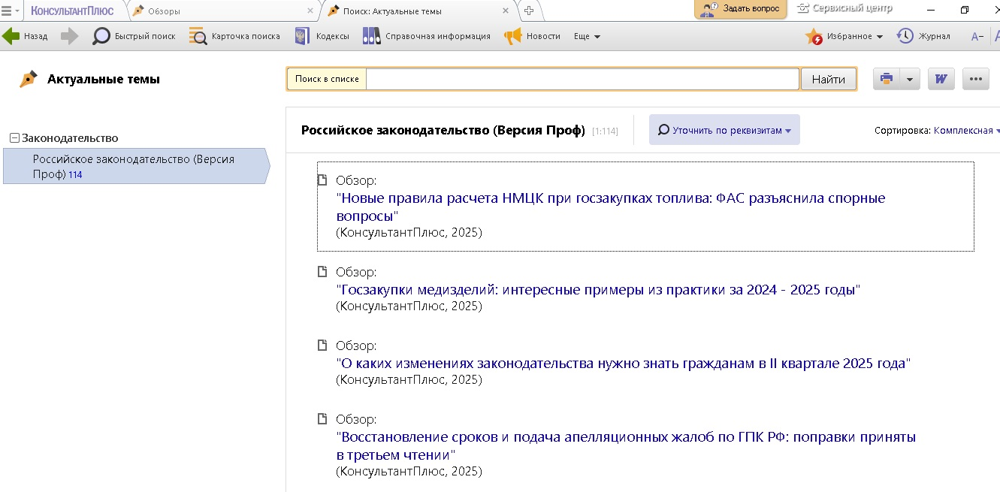 КонсультантПлюс
Обзоры
Поиск: Актуальные темы
Задать вопрос
Сервисный центр
Назад
Быстрый поиск
Карточка поиска
Кодексы
Справочная информация
Новости
Еще
Избранное
Журнал
А−
Актуальные темы
Поиск в списке
Найти
W
Законодательство
Российское законодательство (Версия
Проф) 114
Российское законодательство (Версия Проф) [1:114]
Уточнить по реквизитам
Сортировка: Комплексная
Обзор:
"Новые правила расчета НМЦК при госзакупках топлива: ФАС разъяснила спорные
вопросы"
(КонсультантПлюс, 2025)
Обзор:
"Госзакупки медизделий: интересные примеры из практики за 2024 - 2025 годы"
(КонсультантПлюс, 2025)
Обзор:
"О каких изменениях законодательства нужно знать гражданам в II квартале 2025 года"
(КонсультантПлюс, 2025)
Обзор:
"Восстановление сроков и подача апелляционных жалоб по ГПК РФ: поправки приняты
в третьем чтении"
(КонсультантПлюс, 2025)